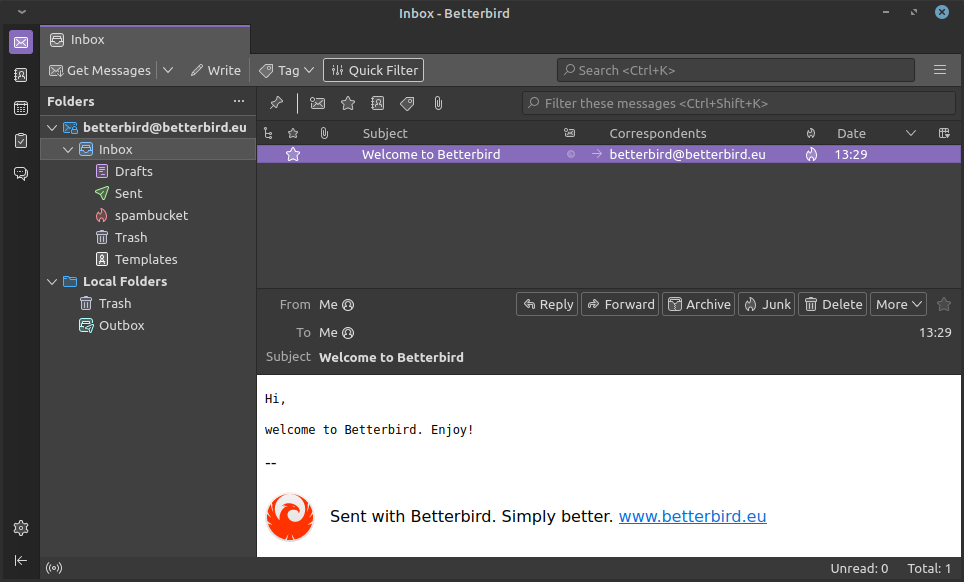 Inbox - Betterbird
Inbox
Get Messages Write Tag Quick Filter Search <Ctrl+K>
Folders
Filter these messages <Ctrl+Shift+K>
betterbird@betterbird.eu
Inbox
Drafts
Sent
spambucket
Trash
Templates
Local Folders
Trash
Outbox
Subject Correspondents Date
Welcome to Betterbird betterbird@betterbird.eu 13:29
From Me Reply Forward Archive Junk Delete More
To Me 13:29
Subject Welcome to Betterbird
Hi,
welcome to Betterbird. Enjoy!
--
Sent with Betterbird. Simply better. www.betterbird.eu
Unread: 0 Total: 1